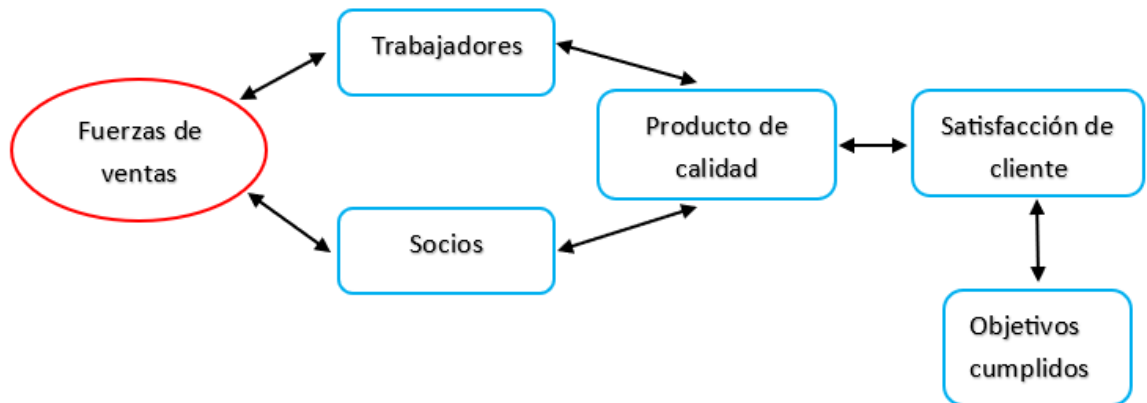 Trabajadores
Fuerzas de
ventas
Producto de
calidad
Satisfacción de
cliente
Socios
Objetivos
cumplidos